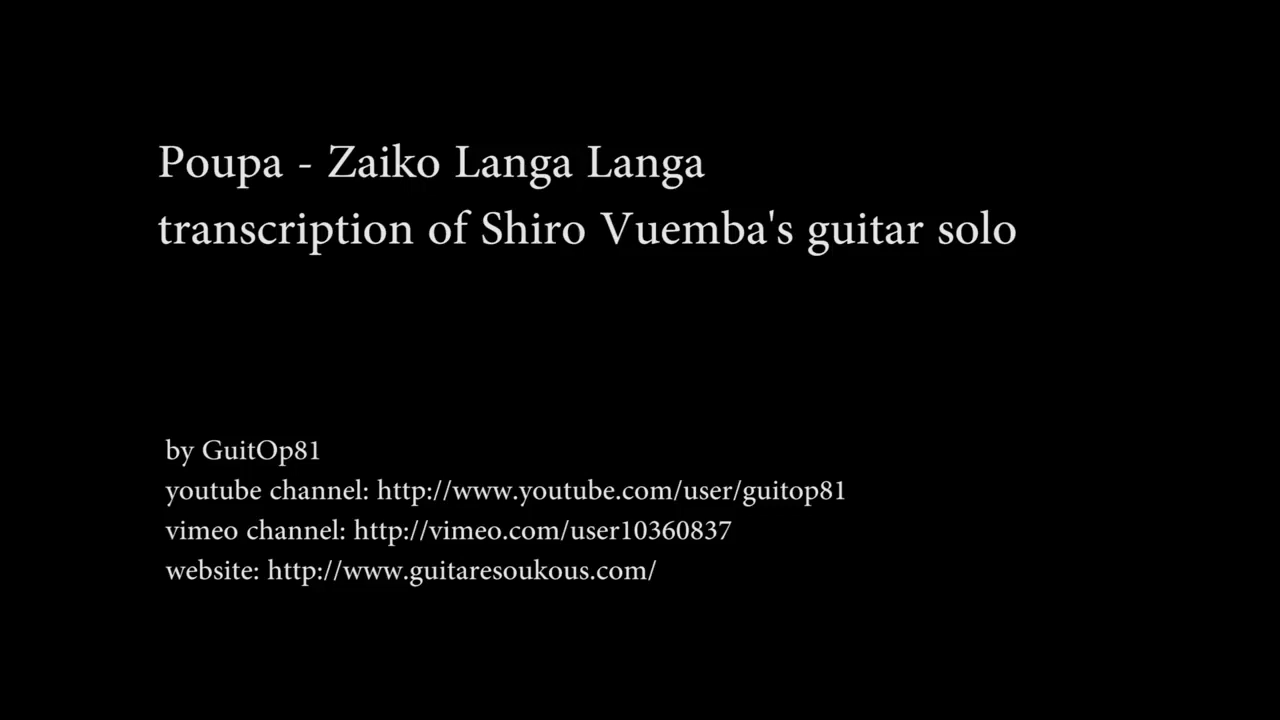 Poupa - Zaiko Langa Langa
transcription of Shiro Vuemba's guitar solo
by GuitOp81
youtube channel: http://www.youtube.com/user/guitop81
vimeo channel: http://vimeo.com/user10360837
website: http://www.guitaresoukous.com/